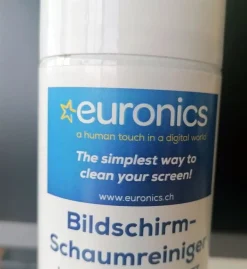 euronics
a human touch in a digital world
The simplest way to
clean your screen!
www.euronics.ch
Bildschirm-
Schaumreiniger